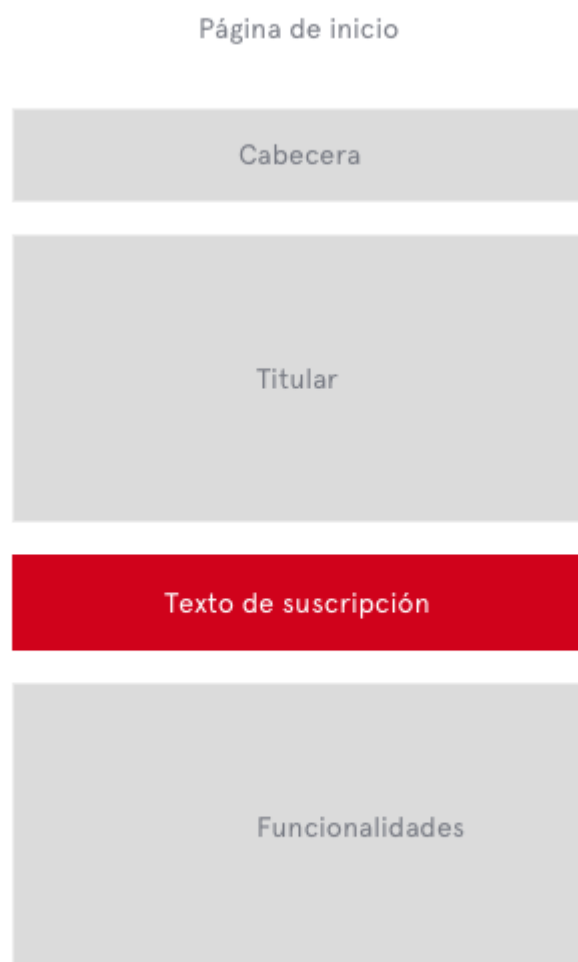 Página de inicio
Cabecera
Titular
Texto de suscripción
Funcionalidades